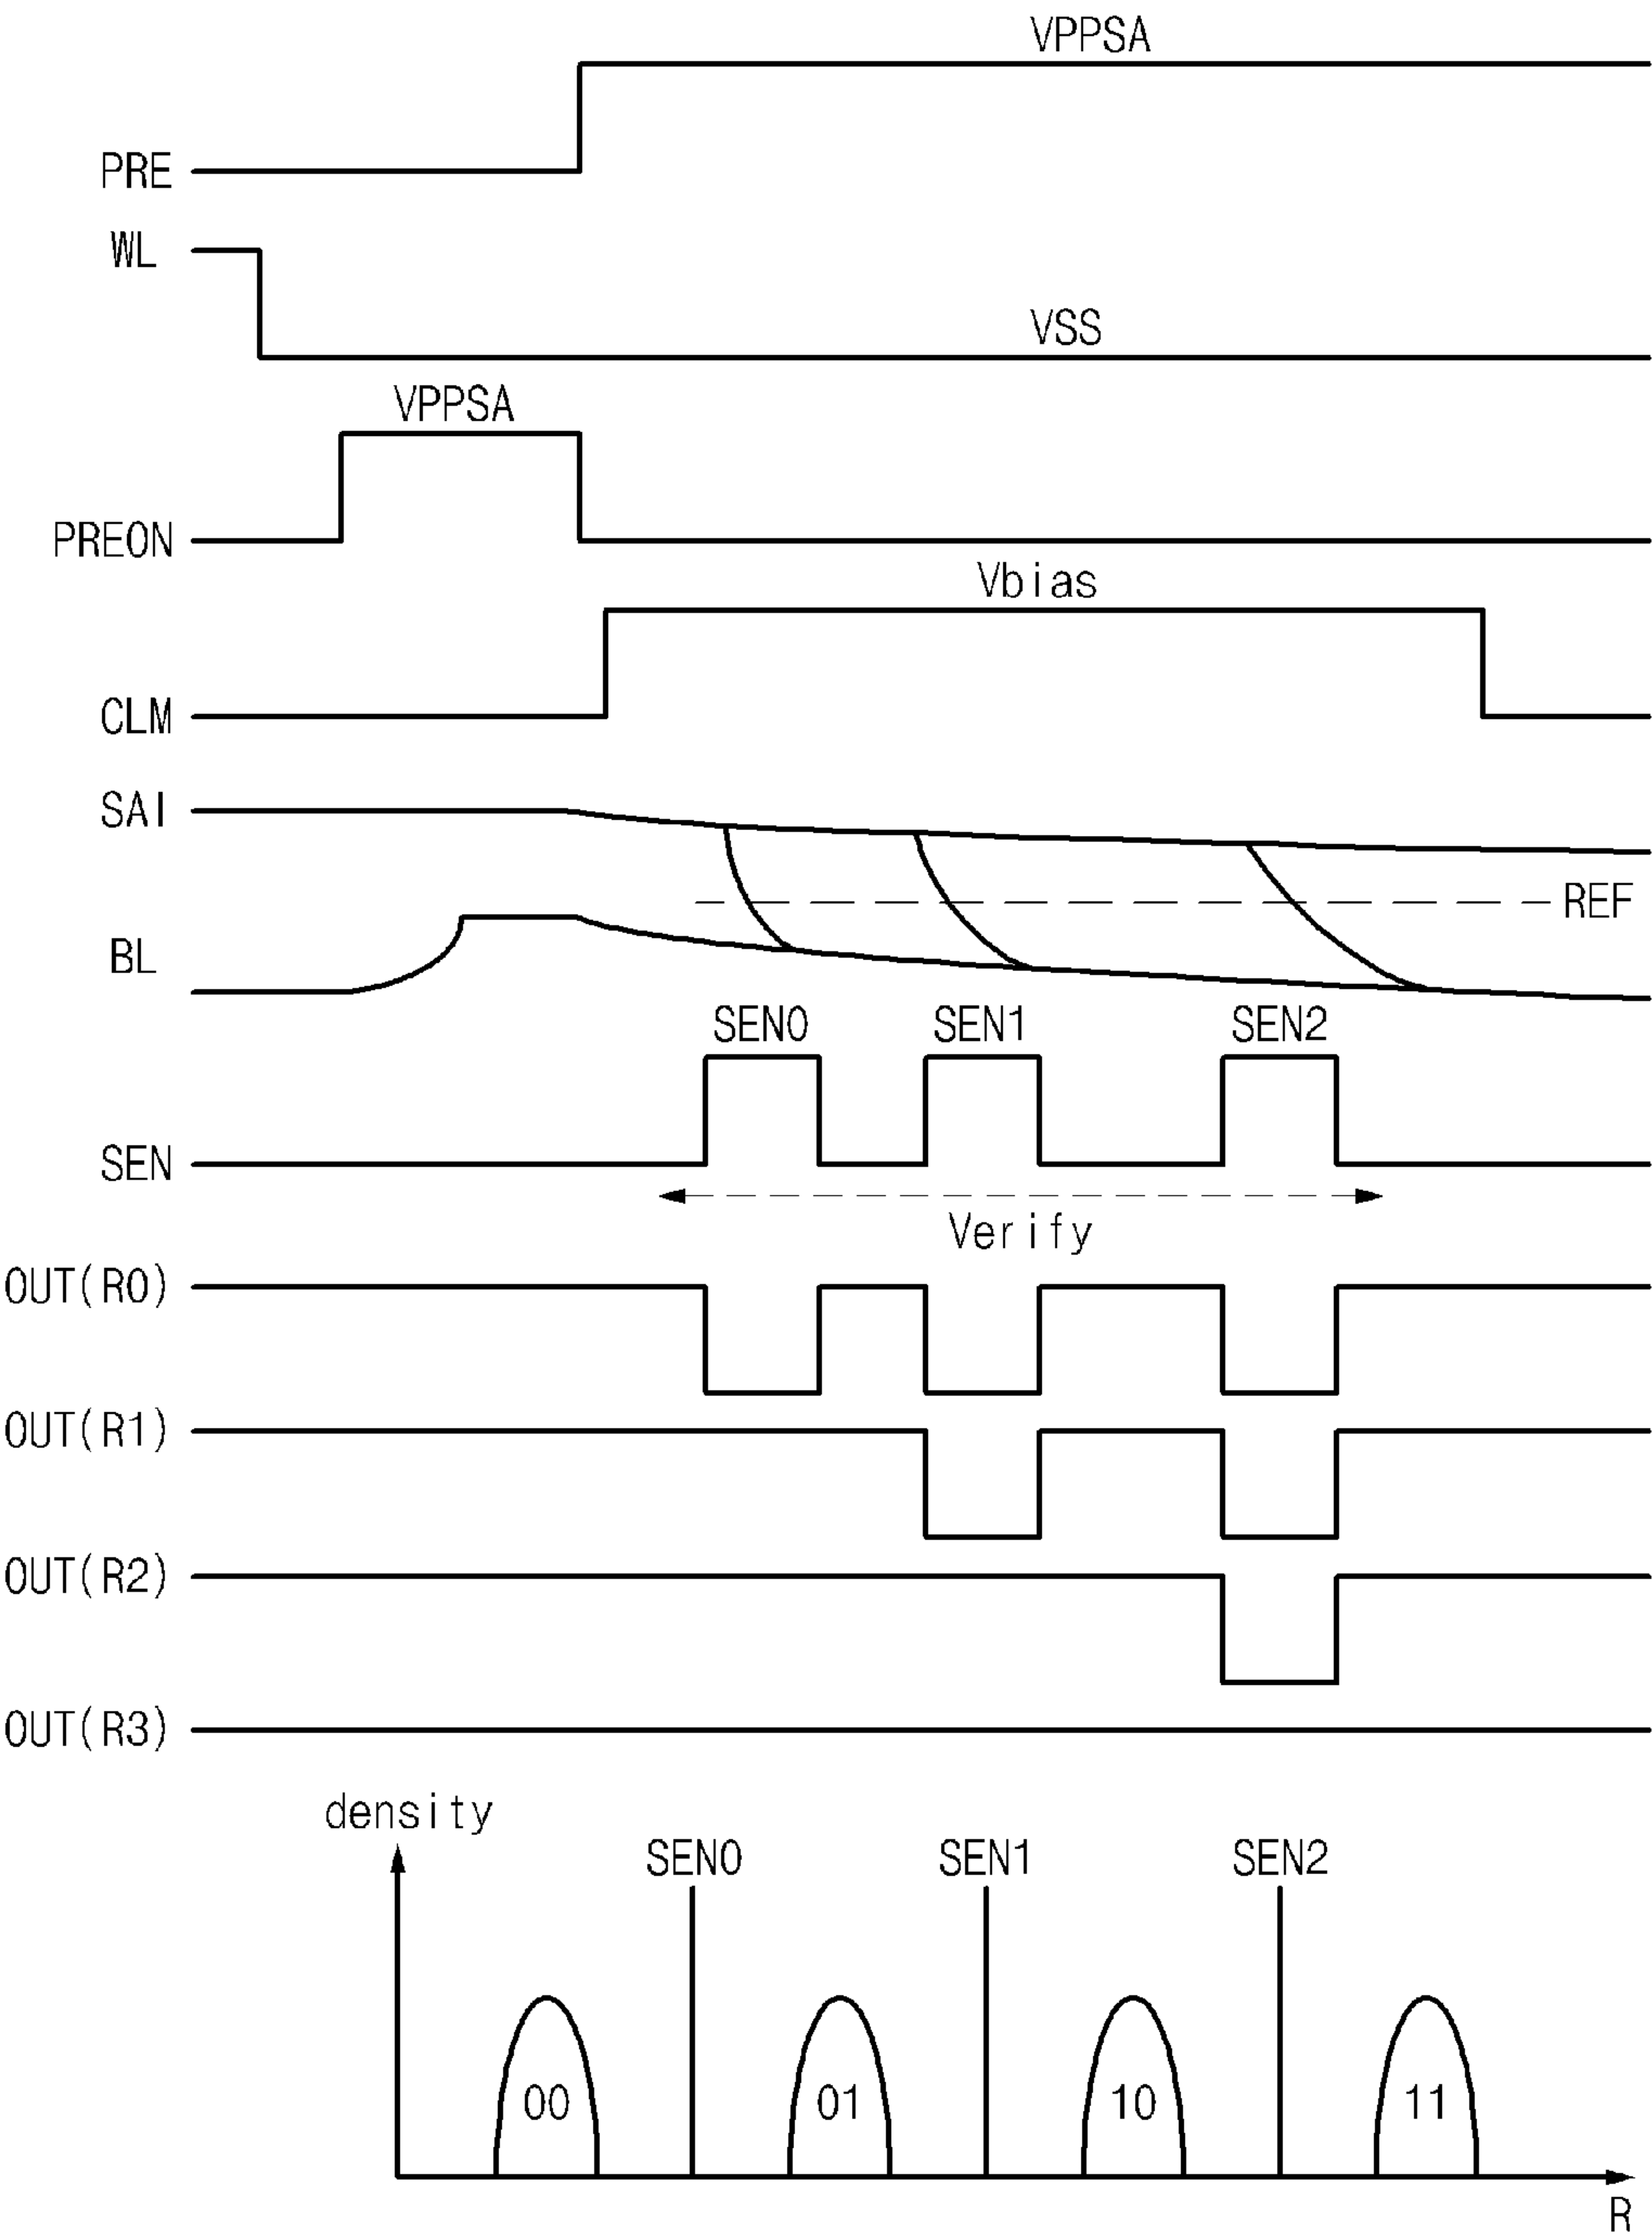 VPPSA
PRE
WL
VSS
VPPSA
PREON
Vbias
CLM
SAI
REF
BL
SEN0 SEN1 SEN2
SEN
Verify
OUT(R0)
OUT(R1)
OUT(R2)
OUT(R3)
density
SEN0 SEN1 SEN2
00 01 10 11
R